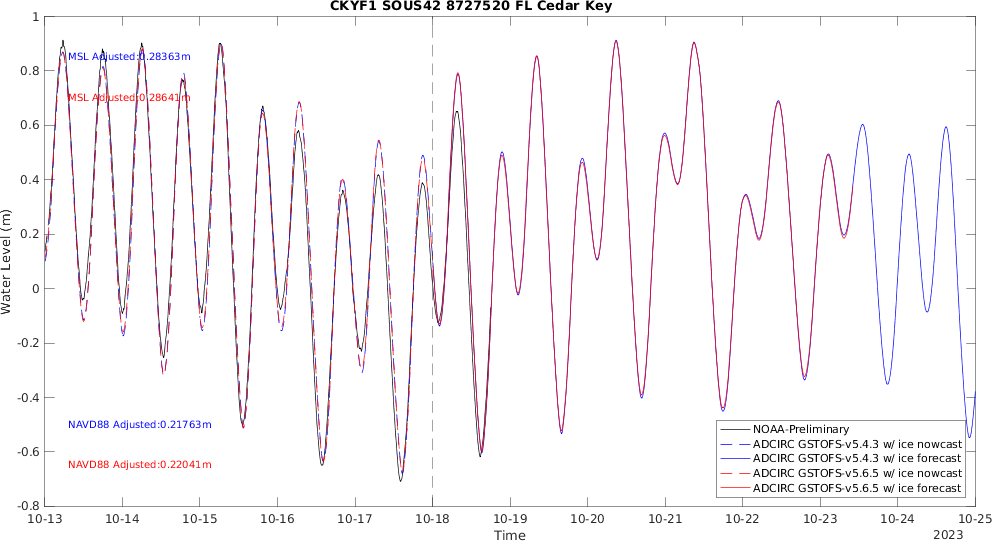 CKYF1 SOUS42 8727520 FL Cedar Key
1
0.8
0.6
0.4
0.2
0
-0.2
-0.4
-0.6
-0.8
Water Level (m)
MSL Adjusted:0.28363m
MSL Adjusted:0.28641m
NAVD88 Adjusted:0.21763m
NAVD88 Adjusted:0.22041m
NOAA-Preliminary
ADCIRC GSTOFS-v5.4.3 w/ ice nowcast
ADCIRC GSTOFS-v5.4.3 w/ ice forecast
ADCIRC GSTOFS-v5.6.5 w/ ice nowcast
ADCIRC GSTOFS-v5.6.5 w/ ice forecast
10-13 10-14 10-15 10-16 10-17 10-18 10-19 10-20 10-21 10-22 10-23 10-24 10-25
Time
2023